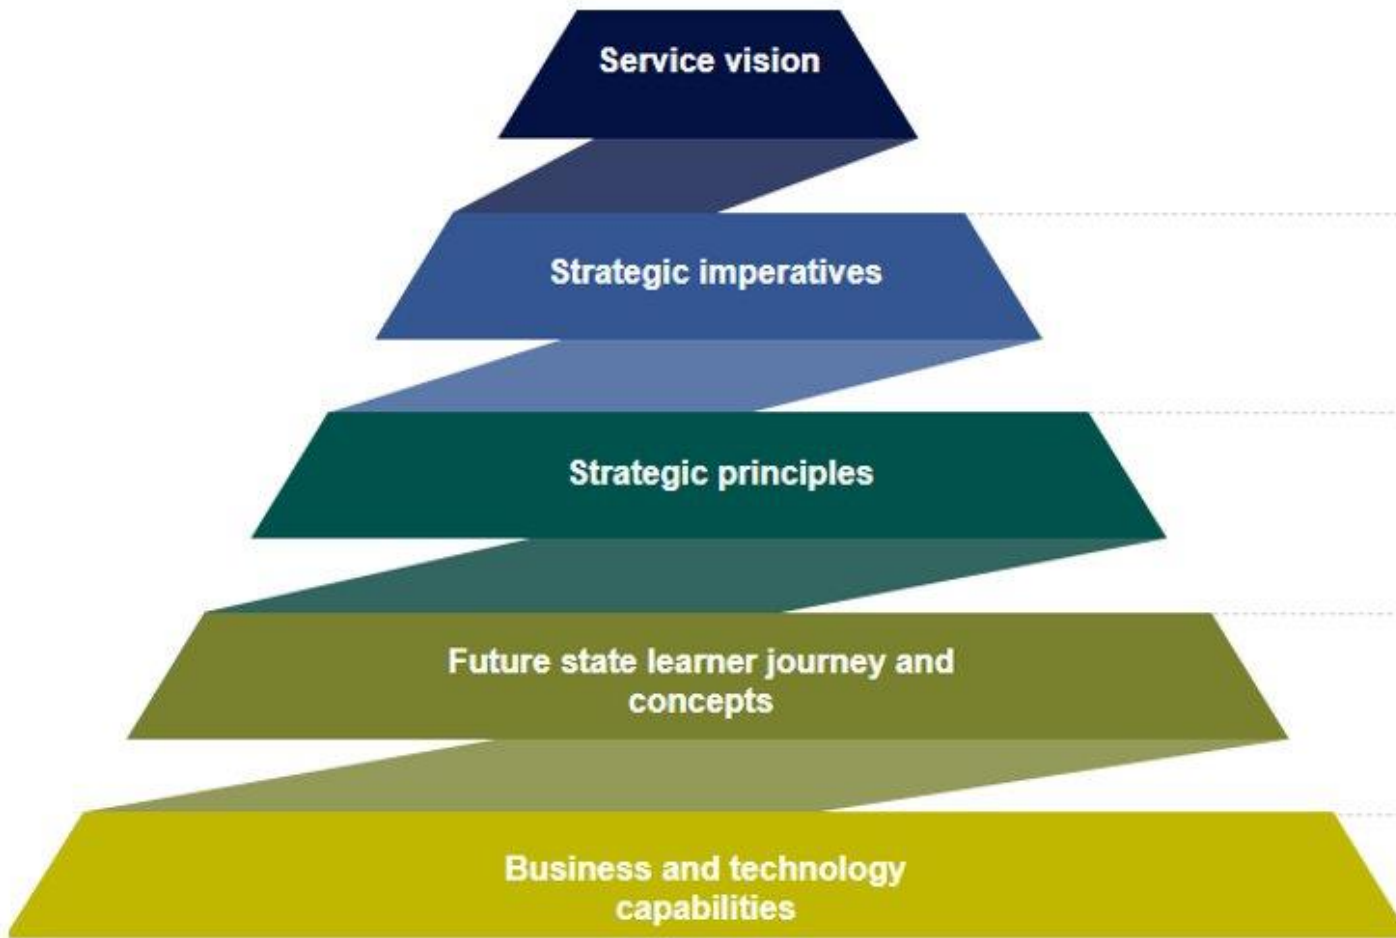 Service vision
Strategic imperatives
Strategic principles
Future state learner journey and
concepts
Business and technology
capabilities